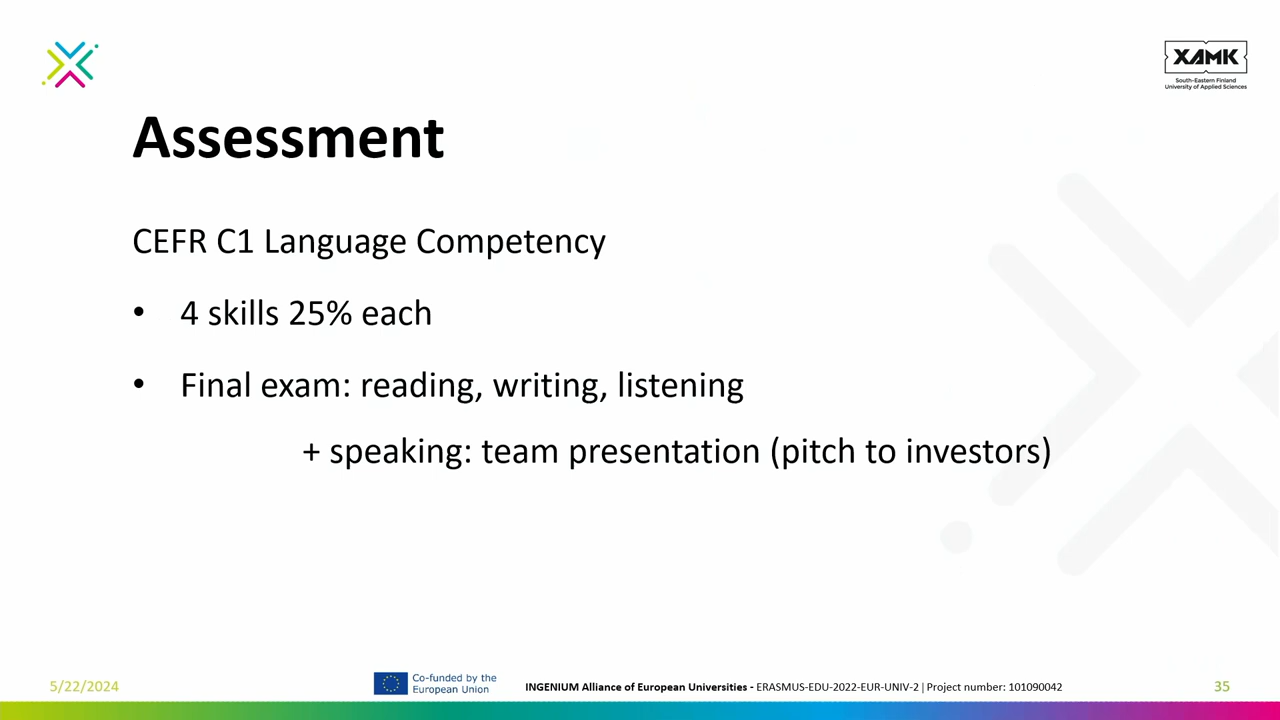 XAMK
South-Eastern Finland
University of Applied Sciences
Assessment
CEFR C1 Language Competency
• 4 skills 25% each
• Final exam: reading, writing, listening
+ speaking: team presentation (pitch to investors)
5/22/2024
Co-funded by the
European Union
INGENIUM Alliance of European Universities - ERASMUS-EDU-2022-EUR-UNIV-2 | Project number: 101090042
35